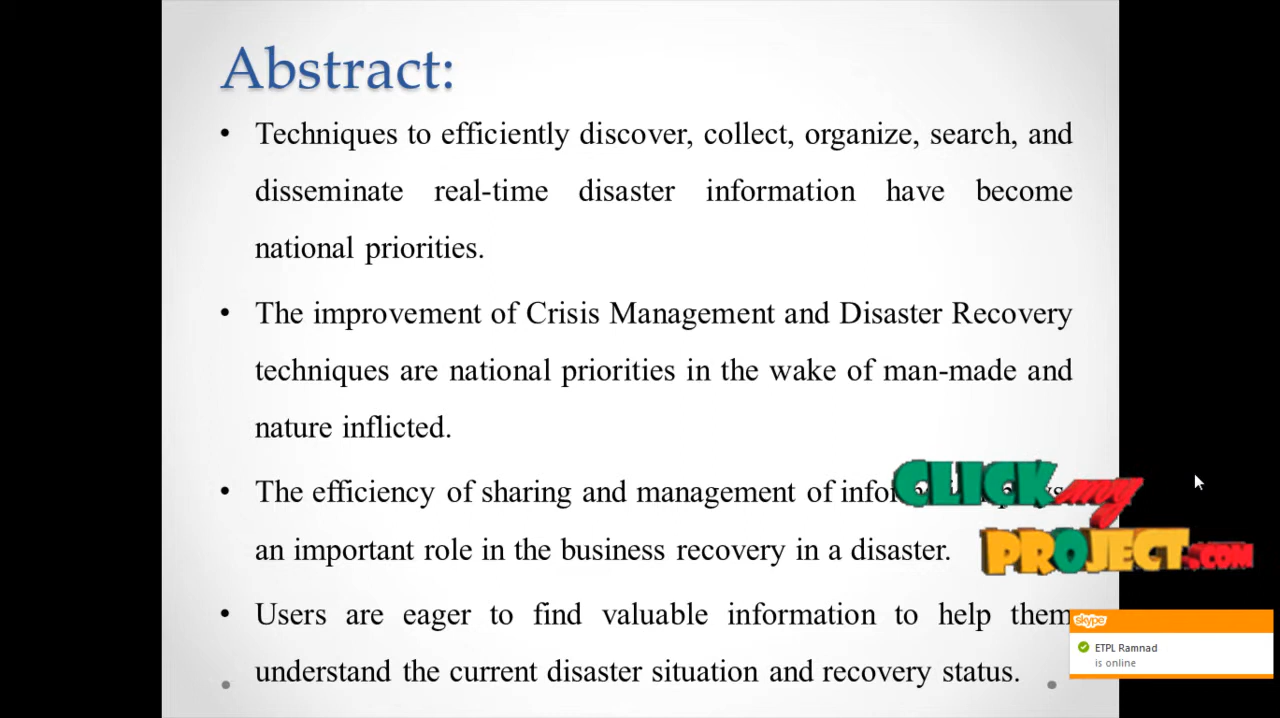 Abstract:
• Techniques to efficiently discover, collect, organize, search, and
disseminate real-time disaster information have become
national priorities.
• The improvement of Crisis Management and Disaster Recovery
techniques are national priorities in the wake of man-made and
nature inflicted.
• The efficiency of sharing and management of
an important role in the business recovery in a disaster.
• Users are eager to find valuable information to help them
understand the current disaster situation and recovery status.
CLICK my
PROJECT.COM
skype
ETPL Ramnad
is online